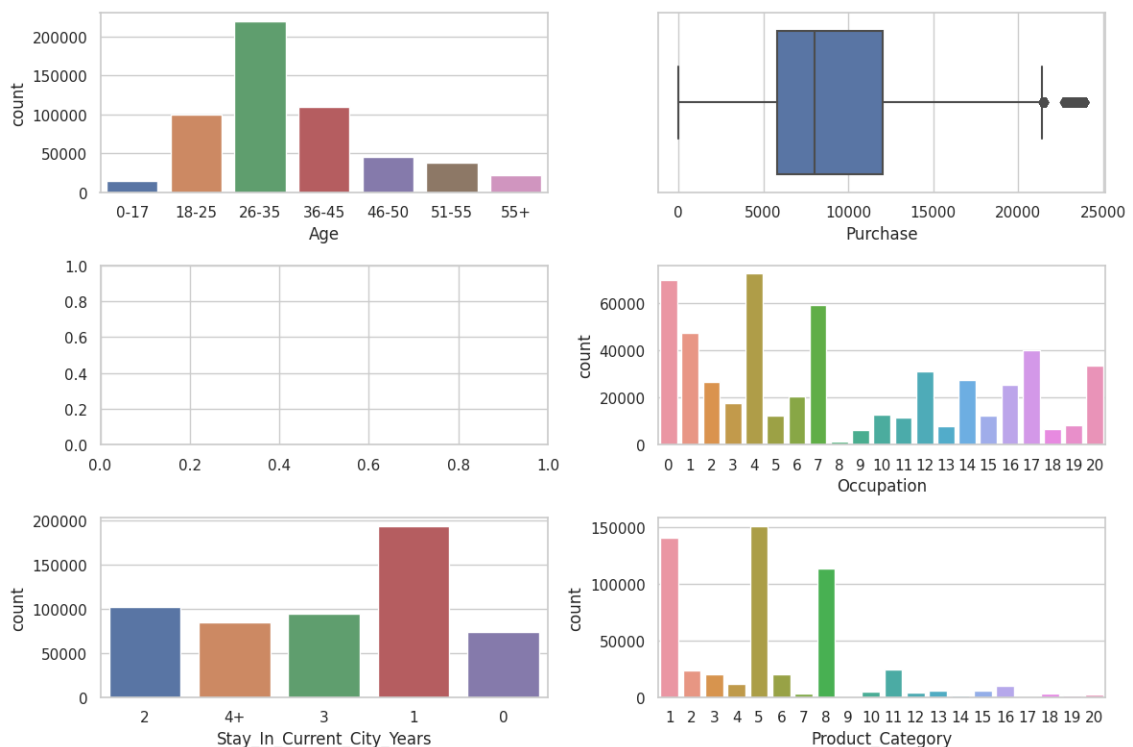 200000
150000
100000
50000
0
count
0-17 18-25 26-35 36-45 46-50 51-55 55+
Age
0 5000 10000 15000 20000 25000
Purchase
1.0
0.8
0.6
0.4
0.2
0.0
0.0 0.2 0.4 0.6 0.8 1.0
60000
40000
20000
0
count
0 1 2 3 4 5 6 7 8 9 10 11 12 13 14 15 16 17 18 19 20
Occupation
200000
150000
100000
50000
0
count
2 4+ 3 1 0
Stay_In_Current_City_Years
150000
100000
50000
0
count
1 2 3 4 5 6 7 8 9 10 11 12 13 14 15 16 17 18 19 20
Product_Category